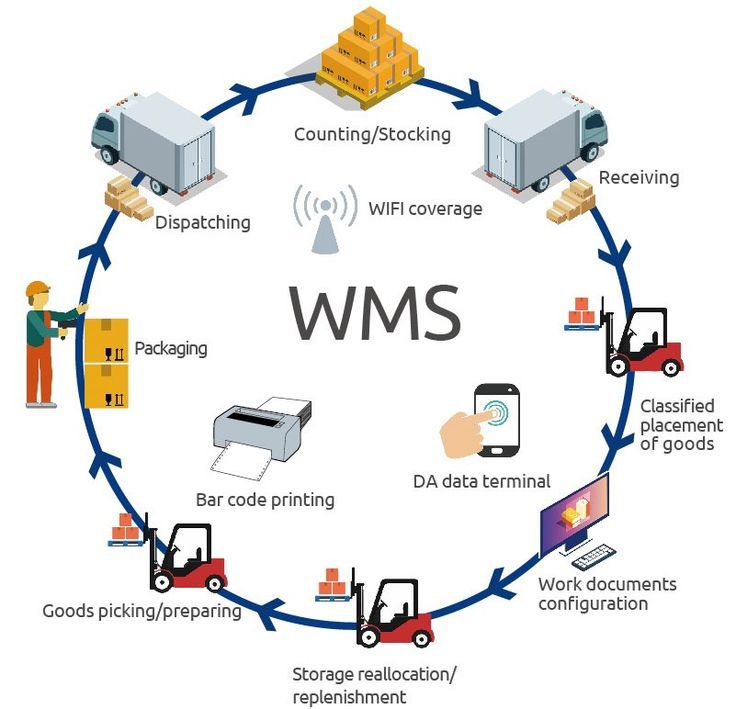 Counting/Stocking
Receiving
Dispatching
WIFI coverage
WMS
Packaging
Classified
placement
of goods
DA data terminal
Bar code printing
Work documents
configuration
Goods picking/preparing
Storage reallocation/
replenishment